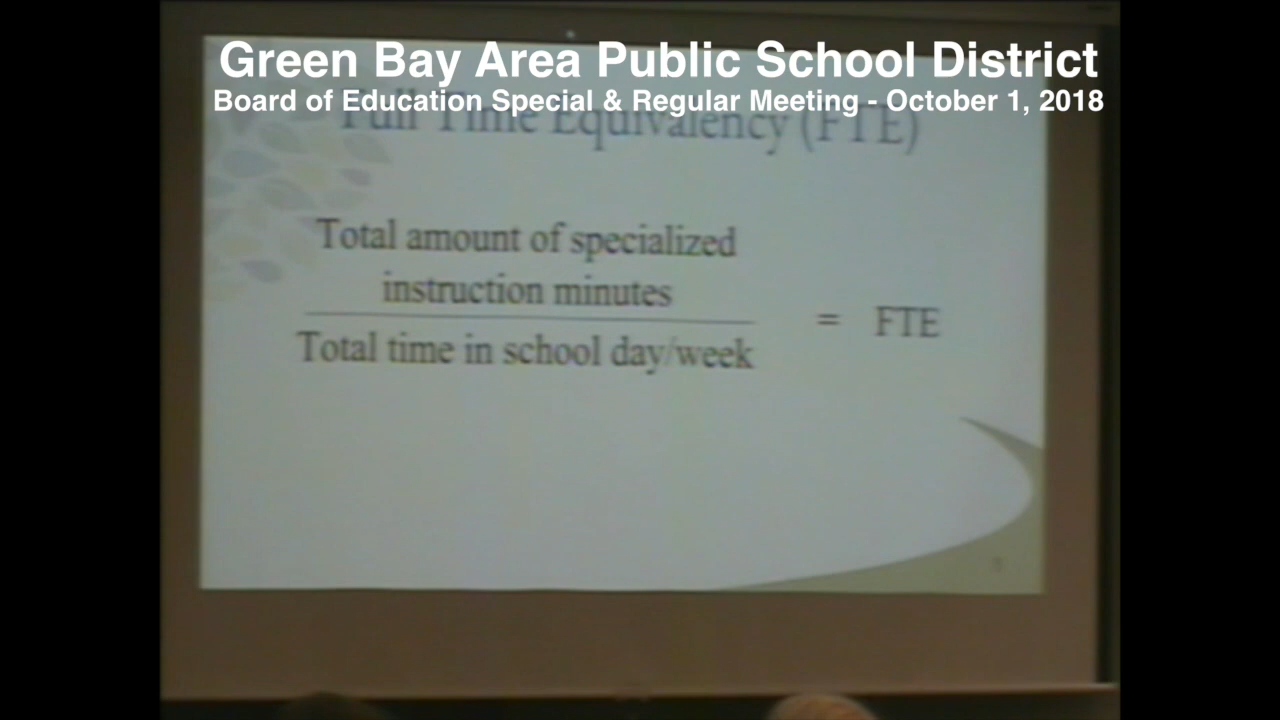 Green Bay Area Public School District
Board of Education Special & Regular Meeting - October 1, 2018
Full Time Equivalency (FTE)
Total amount of specialized
instruction minutes
Total time in school day/week
= FTE